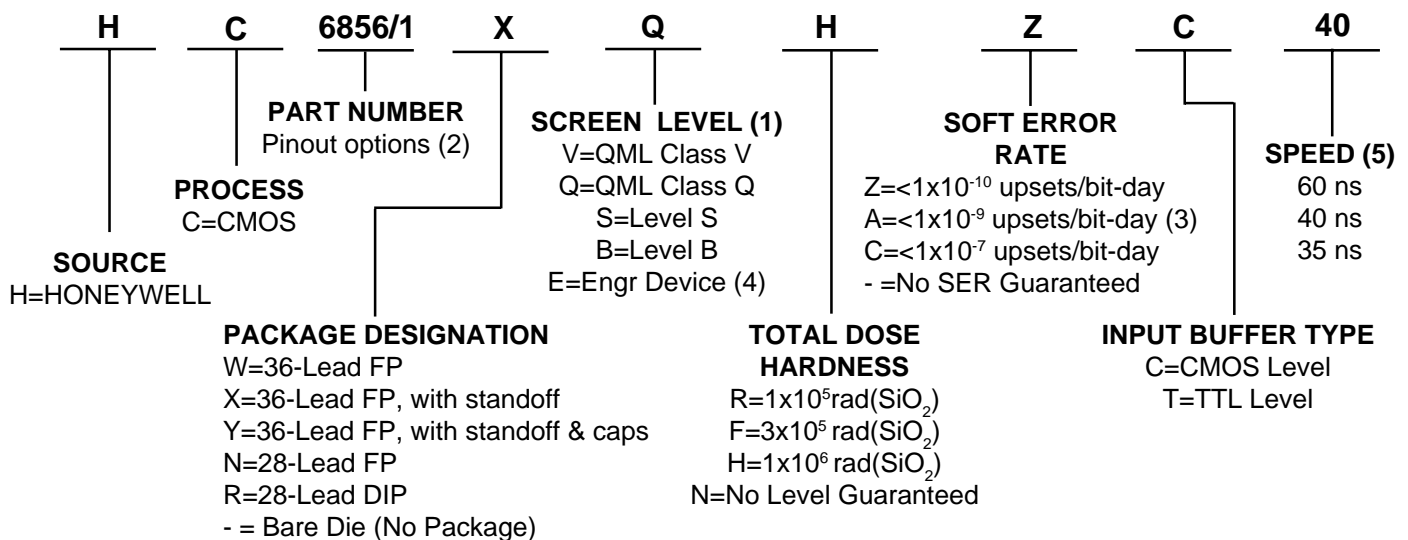 H C 6856/1 X Q H Z C 40
PART NUMBER
Pinout options (2)
PROCESS
C=CMOS
SOURCE
H=HONEYWELL
SCREEN LEVEL (1)
V=QML Class V
Q=QML Class Q
S=Level S
B=Level B
E=Engr Device (4)
SOFT ERROR
RATE
Z=<1x10⁻¹⁰ upsets/bit-day
A=<1x10⁻⁹ upsets/bit-day (3)
C=<1x10⁻⁷ upsets/bit-day
- =No SER Guaranteed
SPEED (5)
60 ns
40 ns
35 ns
PACKAGE DESIGNATION
W=36-Lead FP
X=36-Lead FP, with standoff
Y=36-Lead FP, with standoff & caps
N=28-Lead FP
R=28-Lead DIP
- = Bare Die (No Package)
TOTAL DOSE
HARDNESS
R=1x10⁵rad(SiO₂)
F=3x10⁵ rad(SiO₂)
H=1x10⁶ rad(SiO₂)
N=No Level Guaranteed
INPUT BUFFER TYPE
C=CMOS Level
T=TTL Level